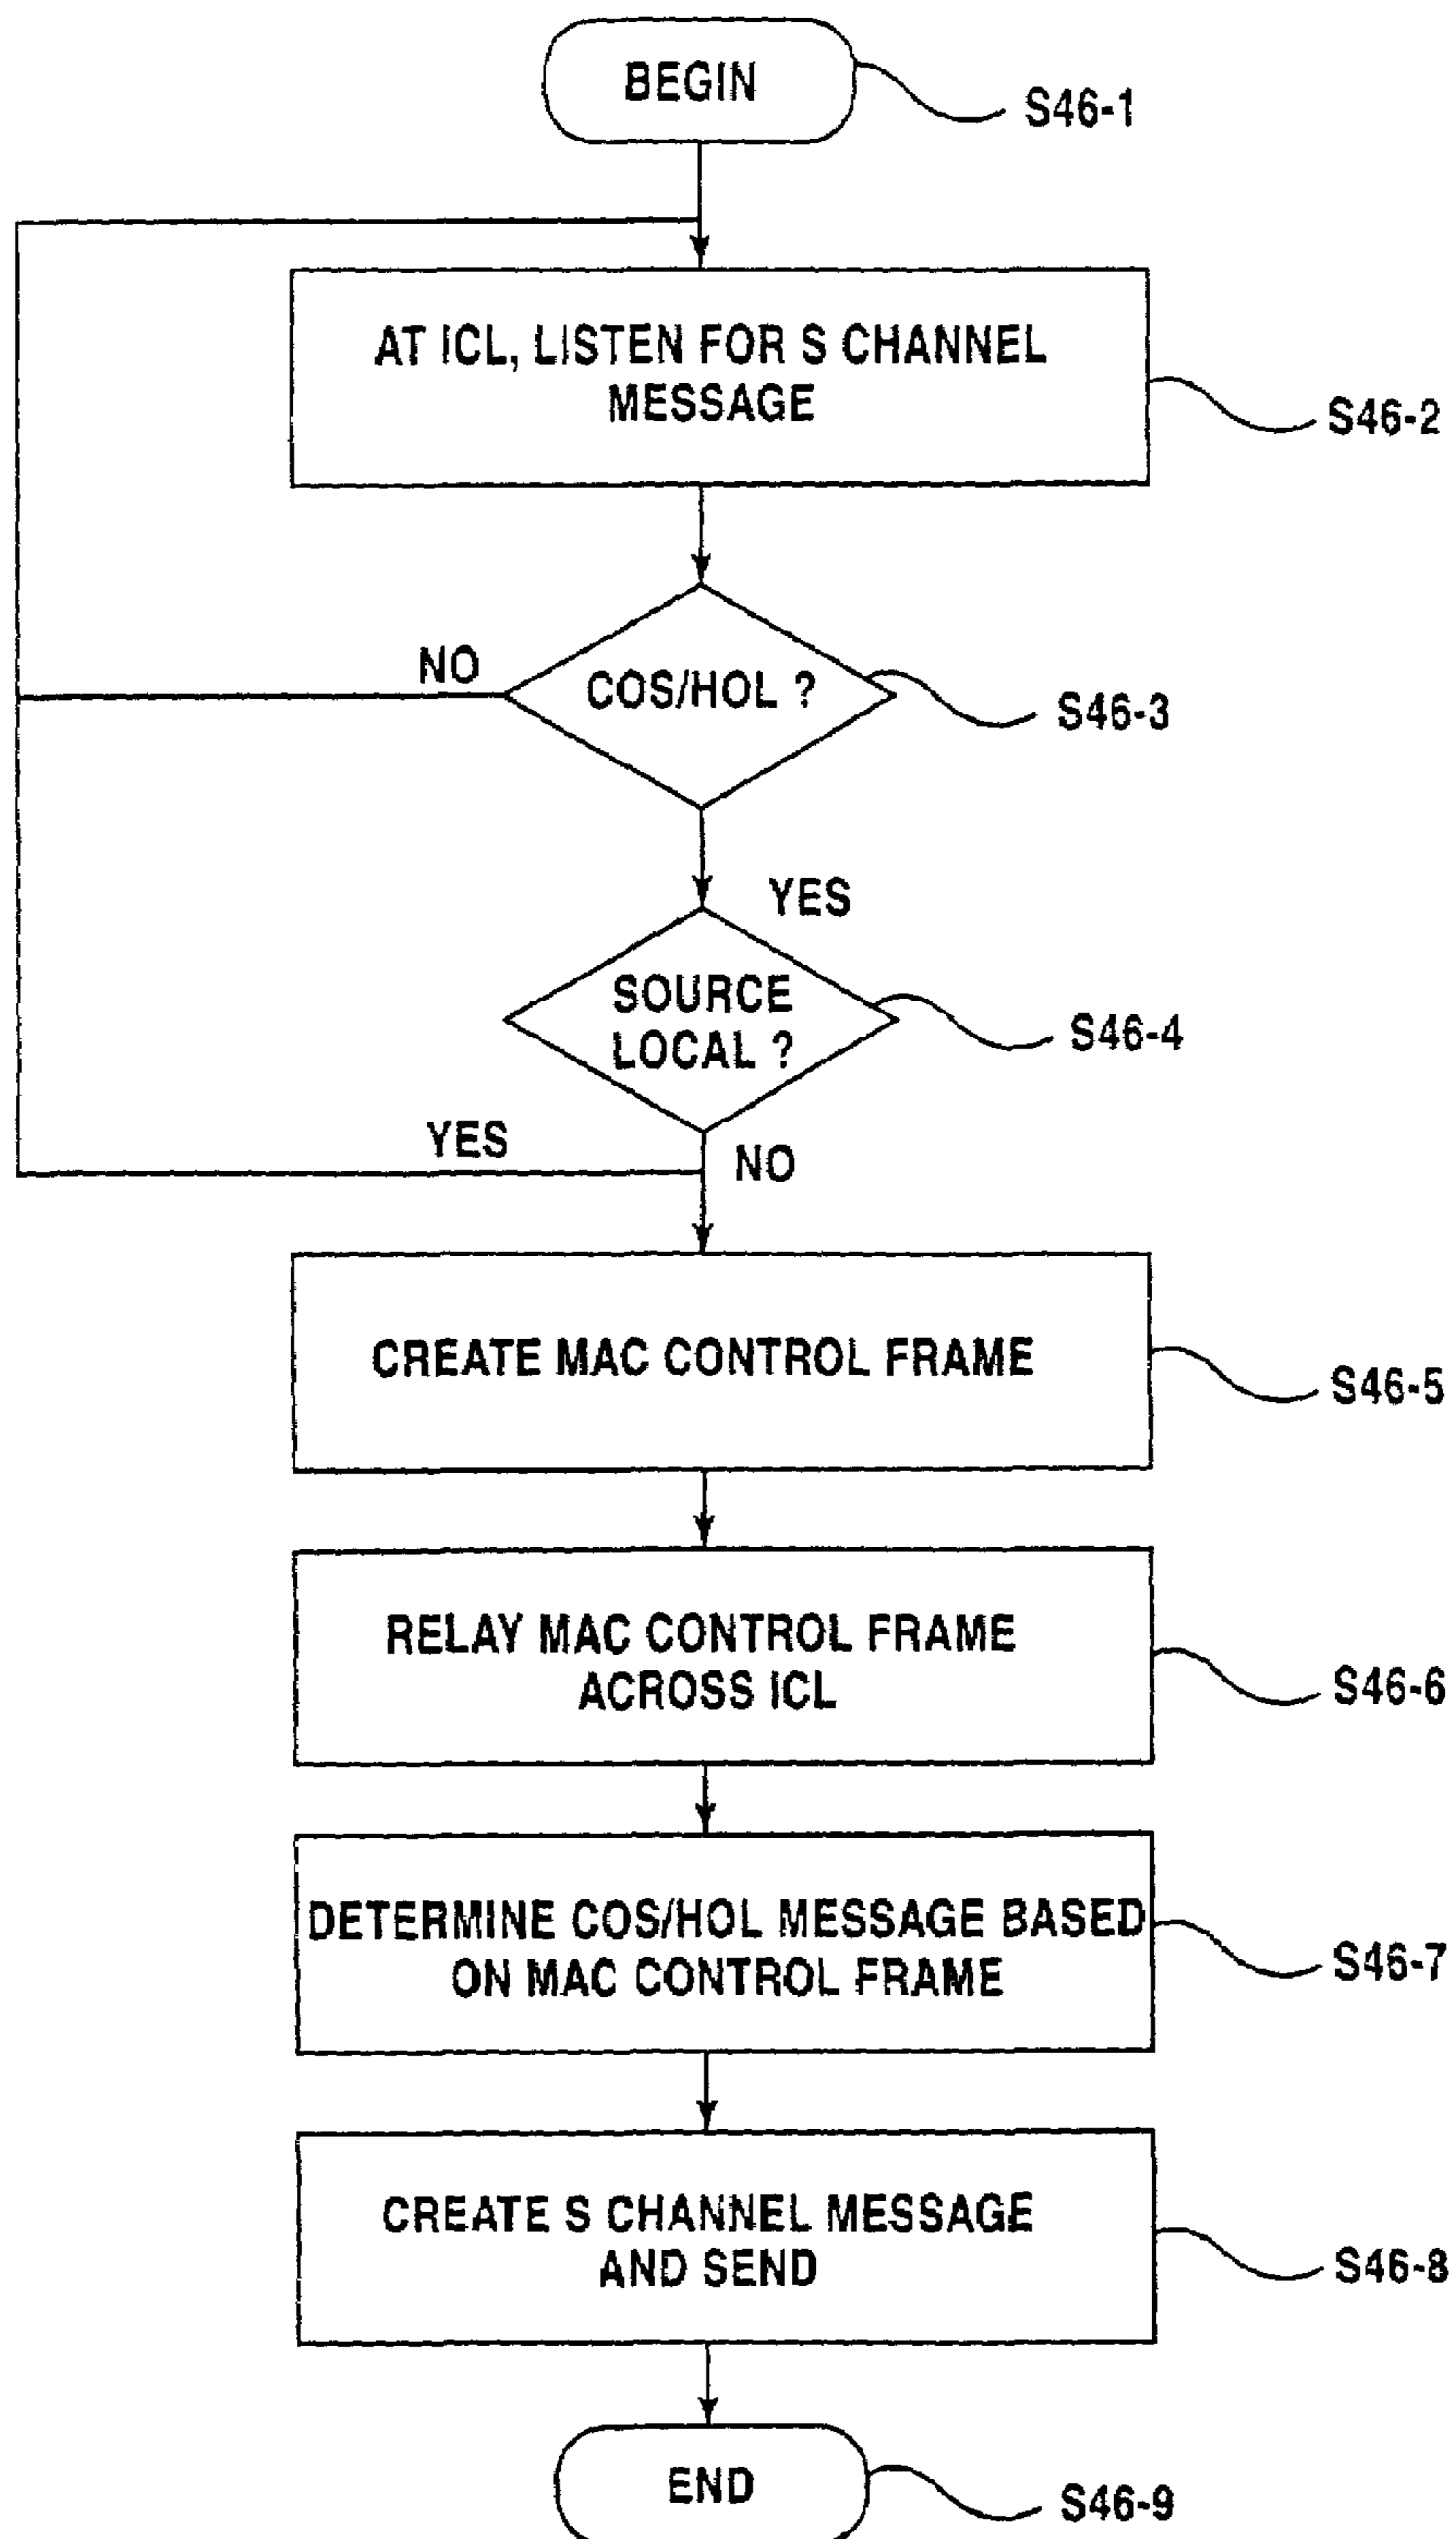 BEGIN
S46-1
AT ICL, LISTEN FOR S CHANNEL
MESSAGE
S46-2
NO
COS/HOL ?
S46-3
YES
SOURCE
LOCAL ?
S46-4
YES
NO
CREATE MAC CONTROL FRAME
S46-5
RELAY MAC CONTROL FRAME
ACROSS ICL
S46-6
DETERMINE COS/HOL MESSAGE BASED
ON MAC CONTROL FRAME
S46-7
CREATE S CHANNEL MESSAGE
AND SEND
S46-8
END
S46-9